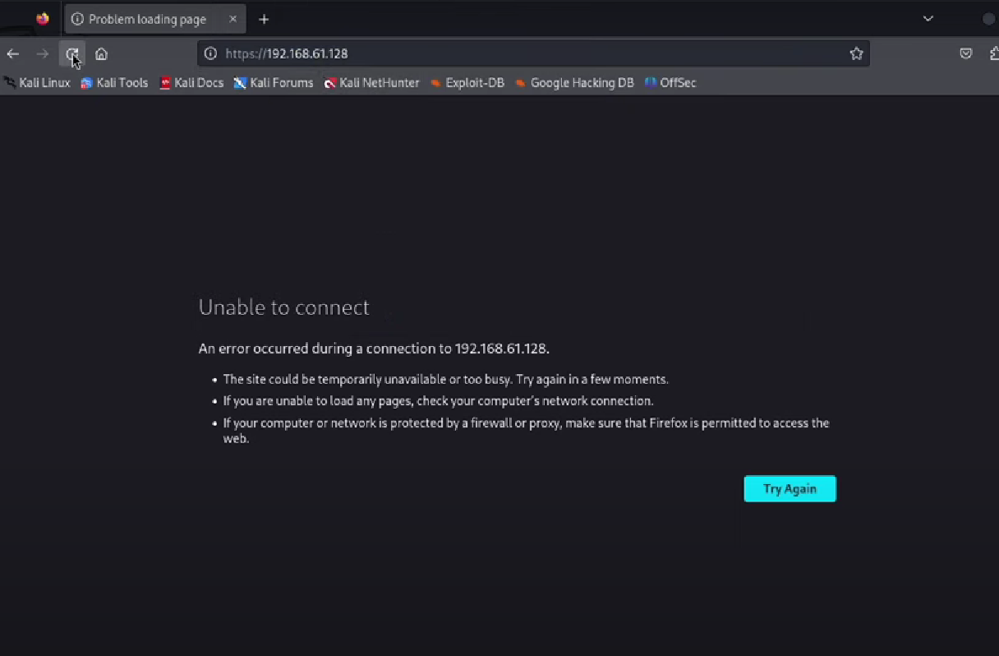 Problem loading page
https://192.168.61.128
Kali Linux Kali Tools Kali Docs Kali Forums Kali NetHunter Exploit-DB Google Hacking DB OffSec
Unable to connect
An error occurred during a connection to 192.168.61.128.
The site could be temporarily unavailable or too busy. Try again in a few moments.
If you are unable to load any pages, check your computer's network connection.
If your computer or network is protected by a firewall or proxy, make sure that Firefox is permitted to access the
web.
Try Again